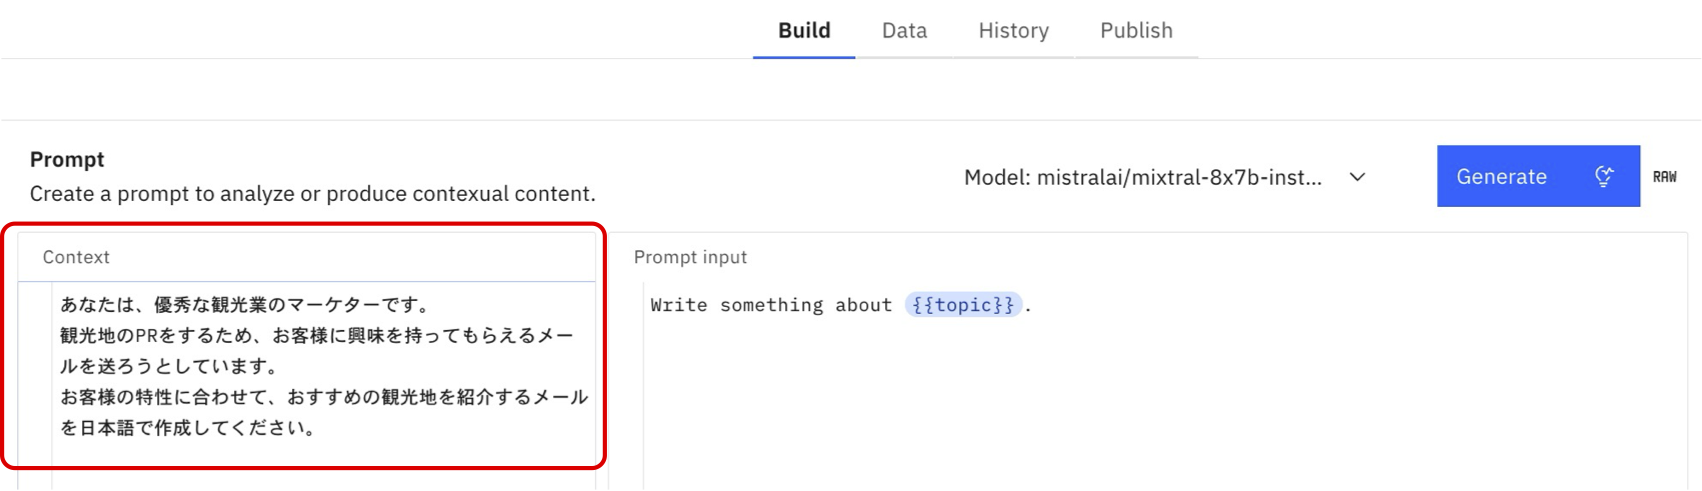 Build Data History Publish
Prompt
Create a prompt to analyze or produce contexual content.
Model: mistralai/mixtral-8x7b-inst...
Generate
RAW
Context
あなたは、優秀な観光業のマーケターです。
観光地のPRをするため、お客様に興味を持ってもらえるメー
ルを送ろうとしています。
お客様の特性に合わせて、おすすめの観光地を紹介するメール
を日本語で作成してください。
Prompt input
Write something about {{topic}}.